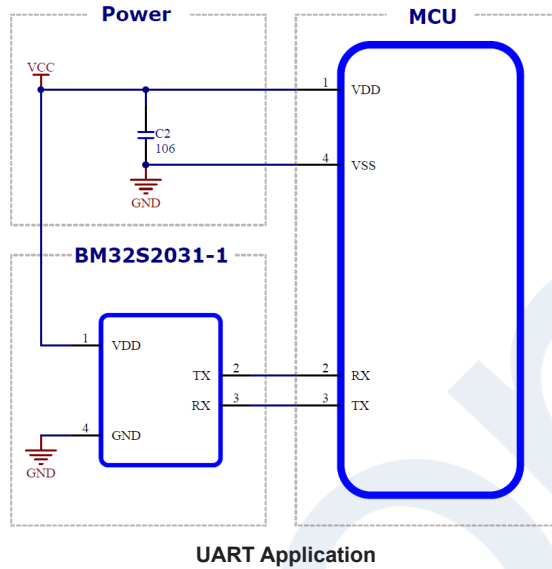 Power
MCU
VCC
1
VDD
C2
106
4
VSS
GND
BM32S2031-1
1
VDD
TX
2
2
RX
RX
3
3
TX
4
GND
GND
UART Application